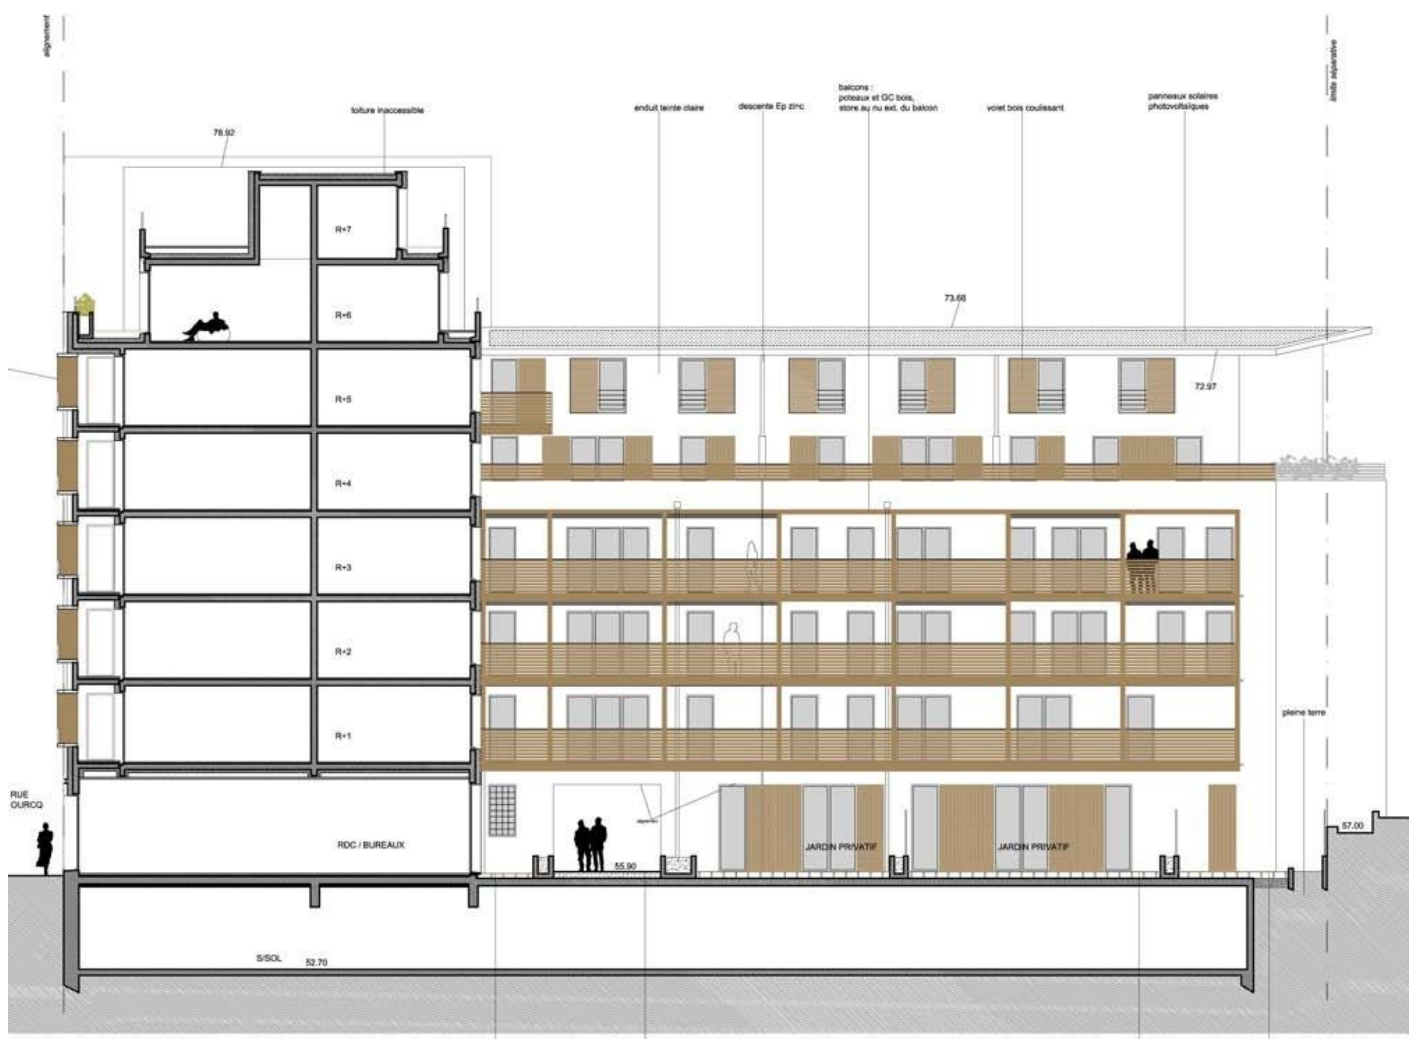 alignement
limite séparative
balcons :
poteaux et GC bois,
store au nu ext. du balcon
panneaux solaires
photovoltaïques
toiture inaccessible
enduit teinte claire
descente Ep zinc
volet bois coulissant
78.92
R+7
73.68
R+6
72.97
R+5
R+4
R+3
R+2
pleine terre
R+1
RUE
OURCQ
57.00
RDC / BUREAUX
JARDIN PRIVATIF
JARDIN PRIVATIF
55.90
S/SOL
52.70